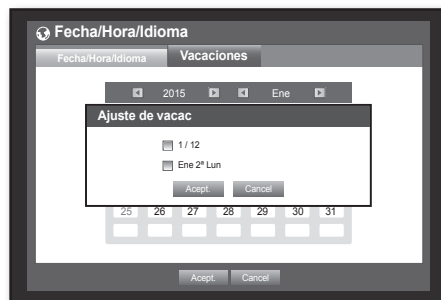 Fecha/Hora/Idioma
Fecha/Hora/Idioma Vacaciones
2015 Ene
Ajuste de vacac
1 / 12
Ene 2º Lun
Acept. Cancel
25 26 27 28 29 30 31
Acept. Cancel